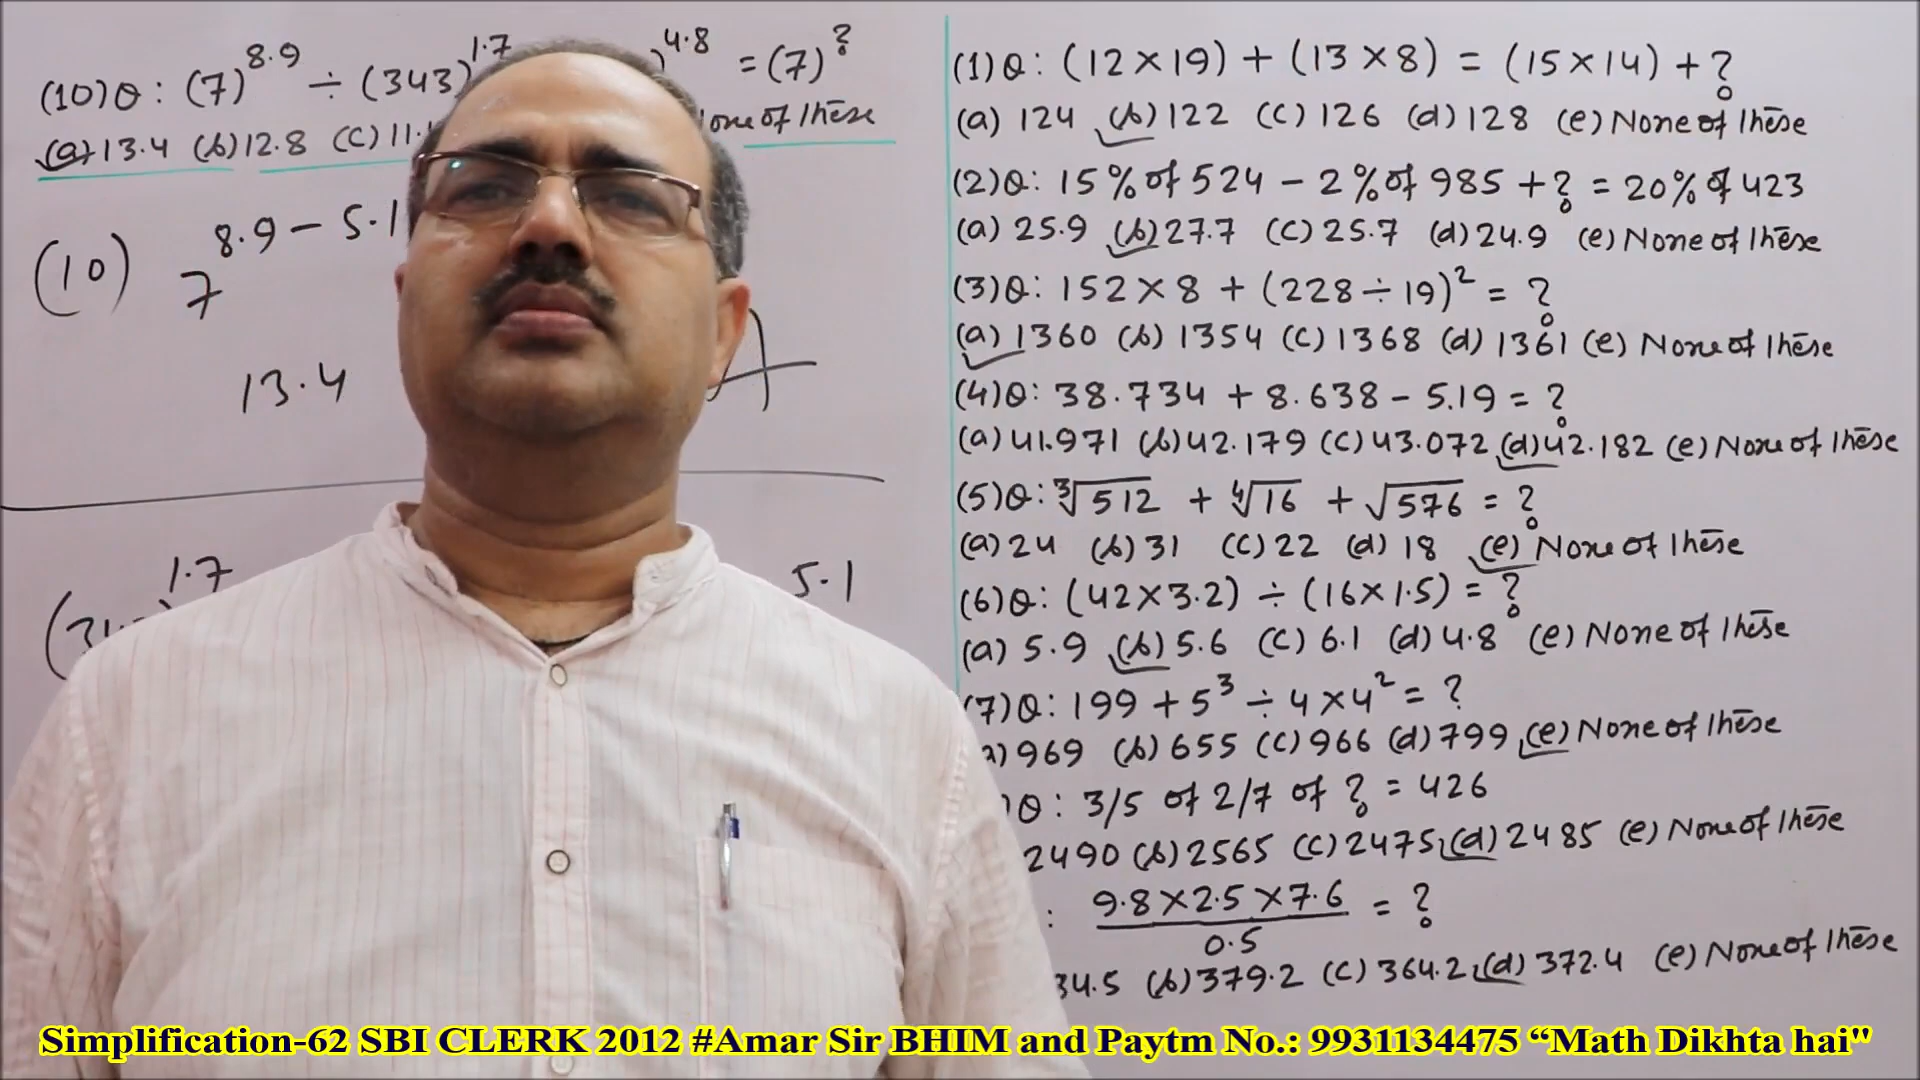 (10)Q: (7)^8.9 ÷ (343)^1.7 )^4.8 = (7)^?
(a) 13.4 (b) 12.8 (c) 11. None of these
(10) 7^8.9 - 5.1
13.4
1.7
5.1
(1)Q: (12×19) + (13×8) = (15×14) + ?
(a) 124 (b) 122 (c) 126 (d) 128 (e) None of these
(2)Q: 15% of 524 - 2% of 985 + ? = 20% of 423
(a) 25.9 (b) 27.7 (c) 25.7 (d) 24.9 (e) None of these
(3)Q: 152×8 + (228÷19)² = ?
(a) 1360 (b) 1354 (c) 1368 (d) 1361 (e) None of these
(4)Q: 38.734 + 8.638 - 5.19 = ?
(a) 41.971 (b) 42.179 (c) 43.072 (d) 42.182 (e) None of these
(5)Q: ∛512 + ∜16 + √576 = ?
(a) 24 (b) 31 (c) 22 (d) 18 (e) None of these
(6)Q: (42×3.2) ÷ (16×1.5) = ?
(a) 5.9 (b) 5.6 (c) 6.1 (d) 4.8 (e) None of these
(7)Q: 199 + 5³ ÷ 4 × 4² = ?
969 (b) 655 (c) 966 (d) 799 (e) None of these
Q: 3/5 of 2/7 of ? = 426
2490 (b) 2565 (c) 2475 (d) 2485 (e) None of these
: 9.8×2.5×7.6 = ?
0.5
34.5 (b) 379.2 (c) 364.2 (d) 372.4 (e) None of these
Simplification-62 SBI CLERK 2012 #Amar Sir BHIM and Paytm No.: 9931134475 “Math Dikhta hai"